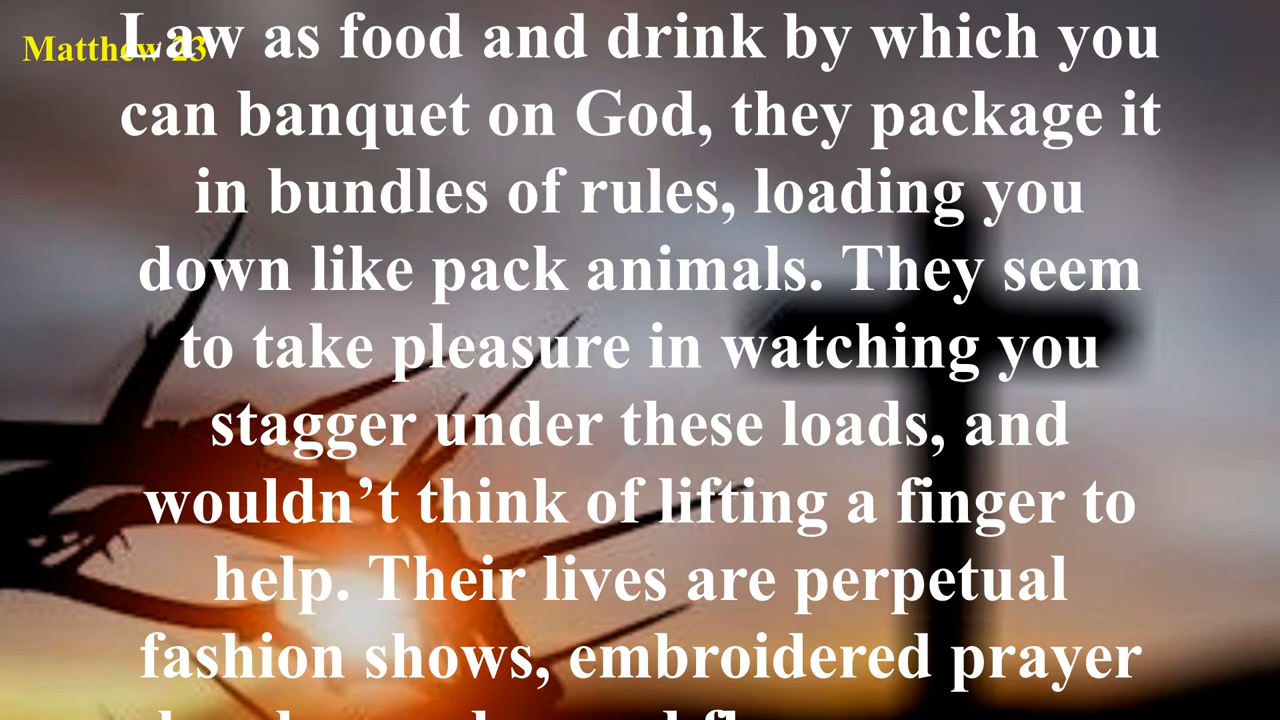 Matthew 23
Law as food and drink by which you
can banquet on God, they package it
in bundles of rules, loading you
down like pack animals. They seem
to take pleasure in watching you
stagger under these loads, and
wouldn’t think of lifting a finger to
help. Their lives are perpetual
fashion shows, embroidered prayer